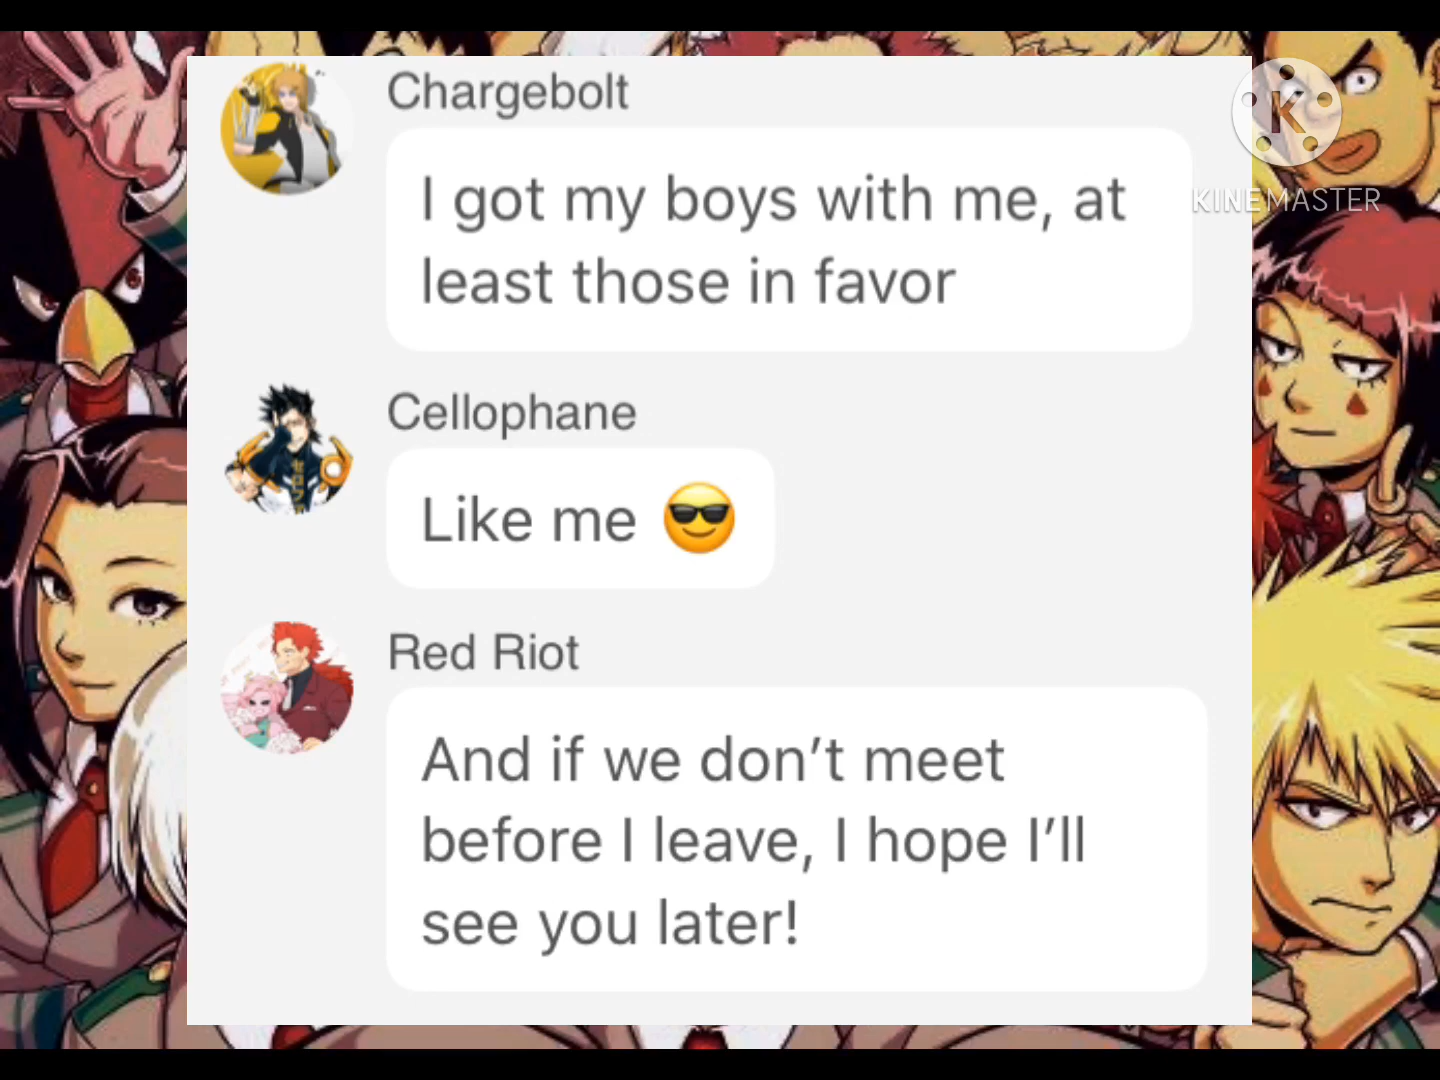 Chargebolt
I got my boys with me, at
least those in favor
K
KINEMASTER
Cellophane
Like me 😎
Red Riot
And if we don't meet
before I leave, I hope I'll
see you later!